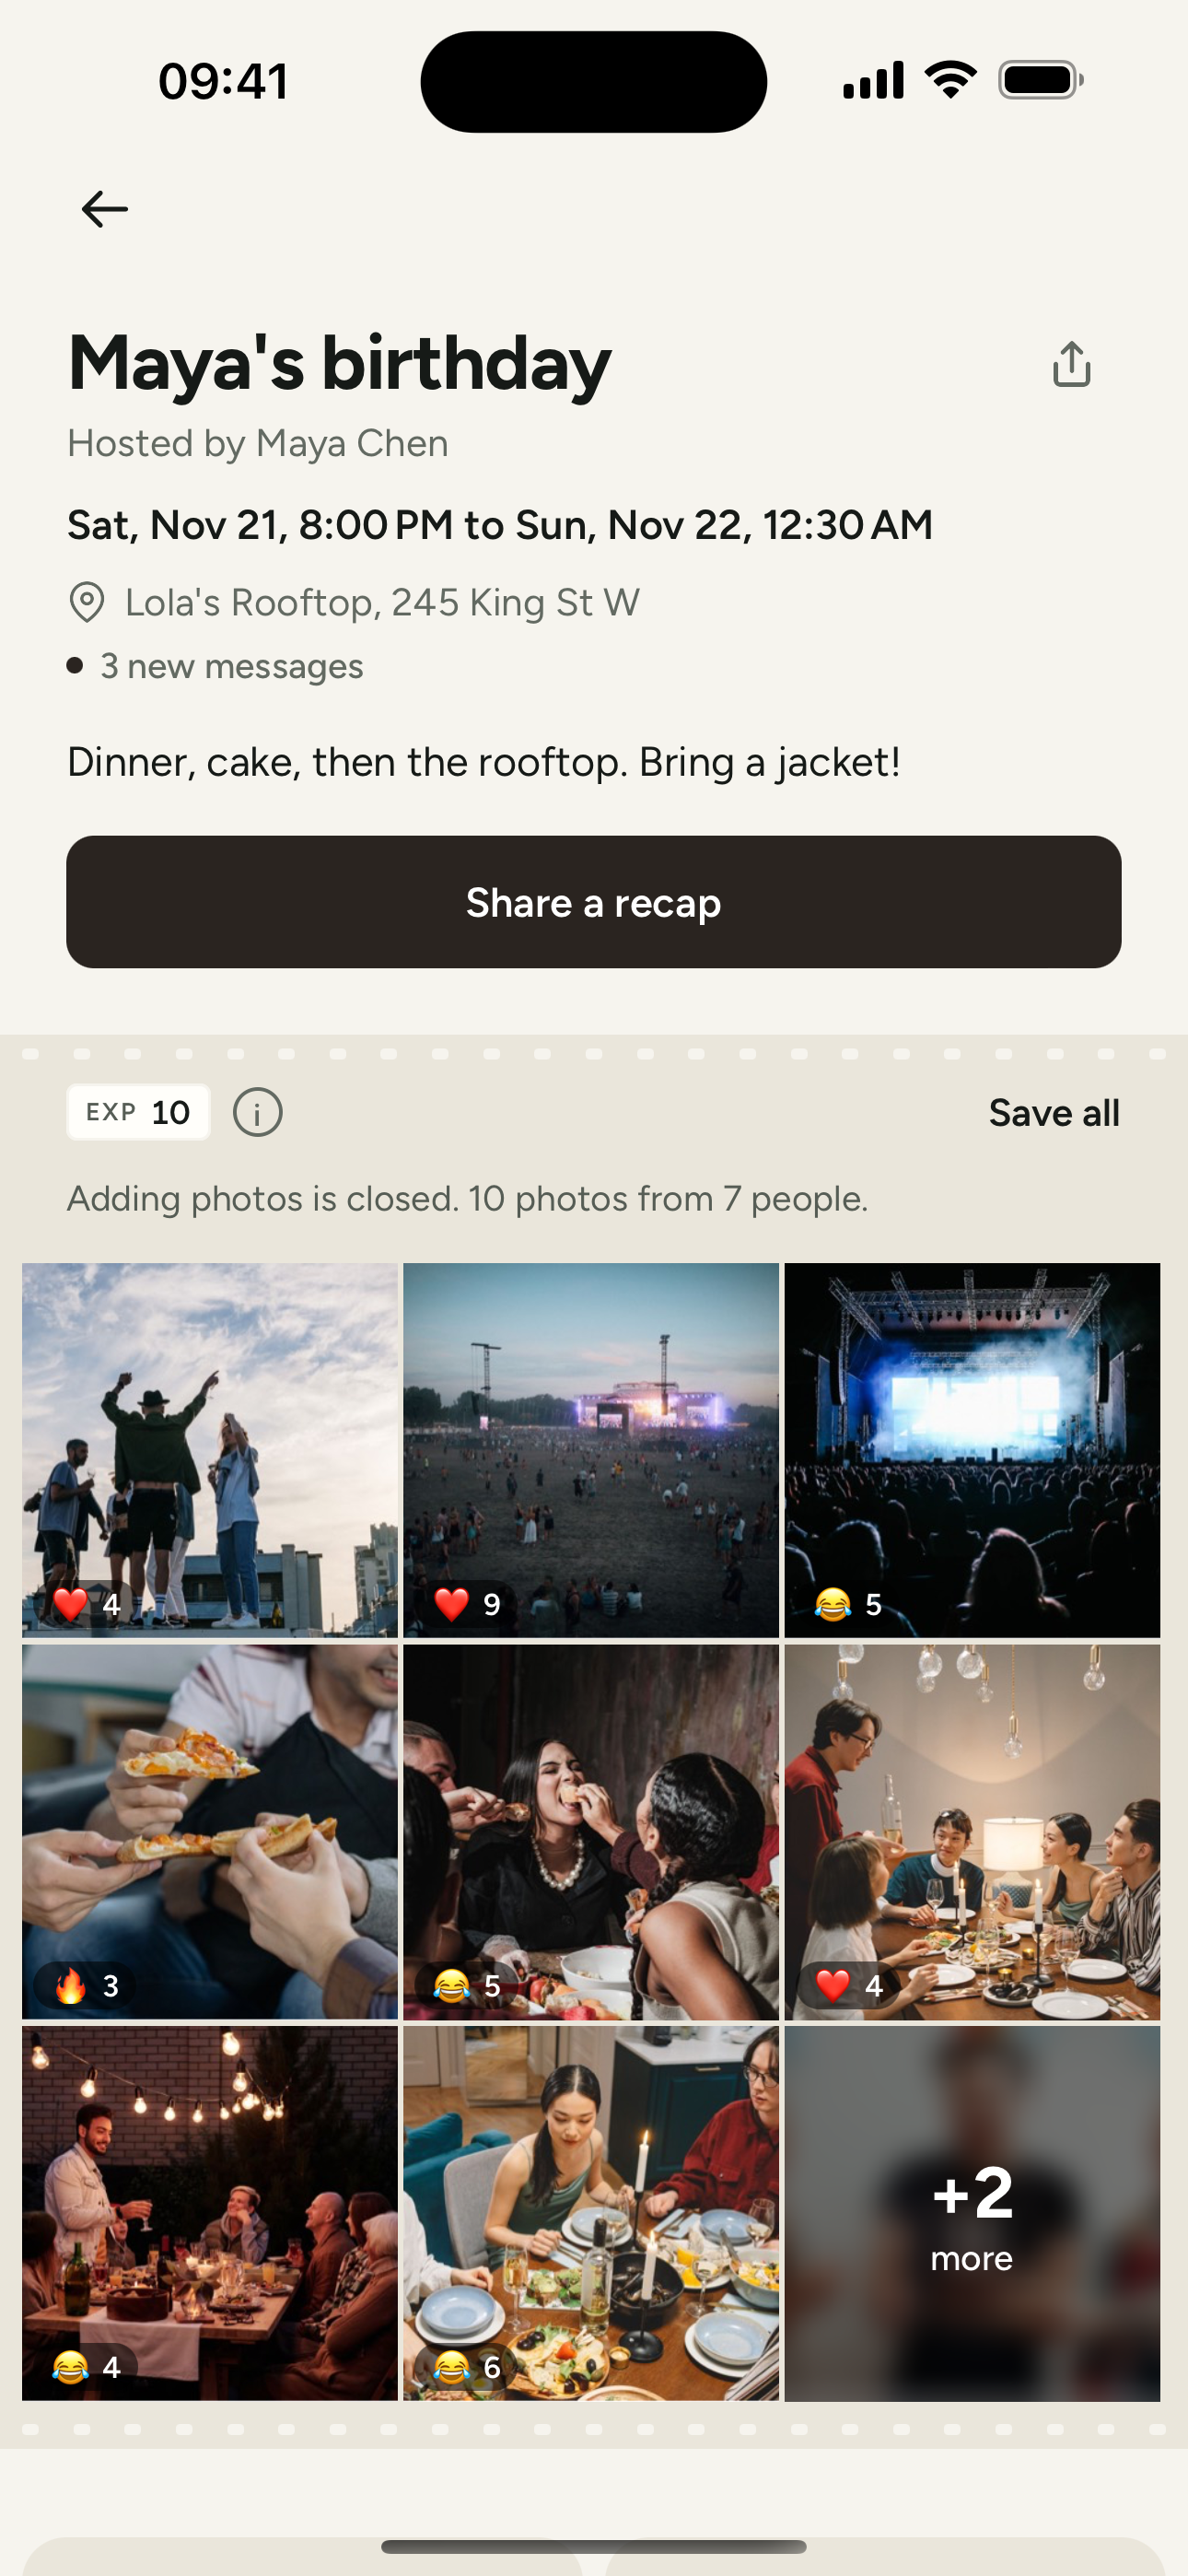 09:41
Maya's birthday
Hosted by Maya Chen
Sat, Nov 21, 8:00 PM to Sun, Nov 22, 12:30 AM
Lola's Rooftop, 245 King St W
3 new messages
Dinner, cake, then the rooftop. Bring a jacket!
Share a recap
EXP 10 i Save all
Adding photos is closed. 10 photos from 7 people.
❤️ 4 ❤️ 9 😂 5
🔥 3 😂 5 ❤️ 4
+2
more
😂 4 😂 6